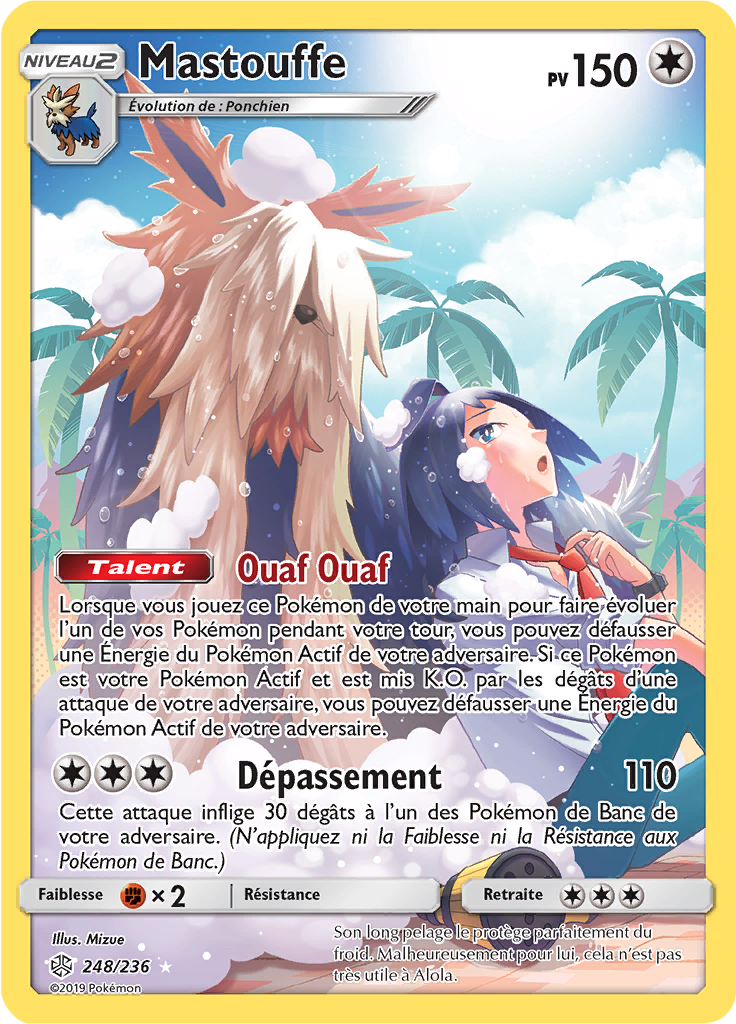 NIVEAU2
Mastouffe
PV 150
Évolution de : Ponchien
Talent
Ouaf Ouaf
Lorsque vous jouez ce Pokémon de votre main pour faire évoluer
l'un de vos Pokémon pendant votre tour, vous pouvez défausser
une Énergie du Pokémon Actif de votre adversaire. Si ce Pokémon
est votre Pokémon Actif et est mis K.O. par les dégâts d'une
attaque de votre adversaire, vous pouvez défausser une Énergie du
Pokémon Actif de votre adversaire.
Dépassement 110
Cette attaque inflige 30 dégâts à l'un des Pokémon de Banc de
votre adversaire. (N'appliquez ni la Faiblesse ni la Résistance aux
Pokémon de Banc.)
Faiblesse × 2 Résistance Retraite
Illus. Mizue
248/236
©2019 Pokémon
Son long pelage le protège parfaitement du
froid. Malheureusement pour lui, cela n'est pas
très utile à Alola.